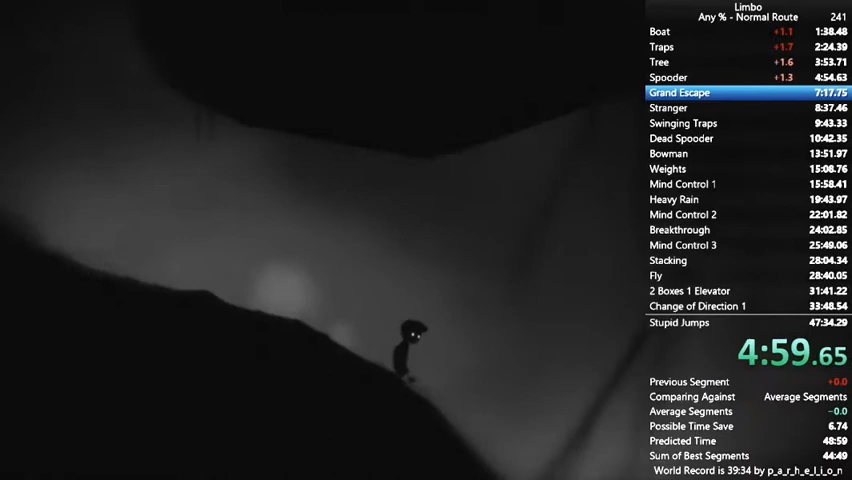 Limbo
Any % - Normal Route 241
Boat +1.1 1:38.48
Traps +1.7 2:24.39
Tree +1.6 3:53.71
Spooder +1.3 4:54.63
Grand Escape 7:17.75
Stranger 8:37.46
Swinging Traps 9:43.33
Dead Spooder 10:42.35
Bowman 13:51.97
Weights 15:08.76
Mind Control 1 15:58.41
Heavy Rain 19:43.97
Mind Control 2 22:01.82
Breakthrough 24:02.85
Mind Control 3 25:49.06
Stacking 28:04.34
Fly 28:40.05
2 Boxes 1 Elevator 31:41.22
Change of Direction 1 33:48.54
Stupid Jumps 47:34.29
4:59.65
Previous Segment +0.0
Comparing Against Average Segments
Average Segments −0.0
Possible Time Save 6.74
Predicted Time 48:59
Sum of Best Segments 44:49
World Record is 39:34 by p_a_r_h_e_l_i_o_n